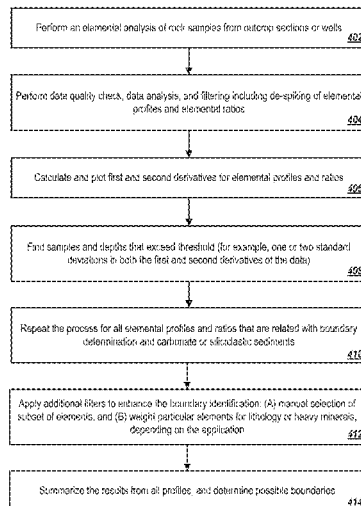 Perform an elemental analysis of rock samples from outcrop sections or wells
402
Perform data quality check, data analysis, and filtering including de-spiking of elemental
profiles and elemental ratios
404
Calculate and plot first and second derivatives for elemental profiles and ratios
406
Find samples and depths that exceed threshold (for example, one or two standard
deviations in both the first and second derivatives of the data)
408
Repeat the process for all elemental profiles and ratios that are related with boundary
determination and carbonate or siliciclastic sediments
410
Apply additional filters to enhance the boundary identification: (A) manual selection of
subset of elements, and (B) weight particular elements for lithology or heavy minerals,
depending on the application
412
Summarize the results from all profiles, and determine possible boundaries
414